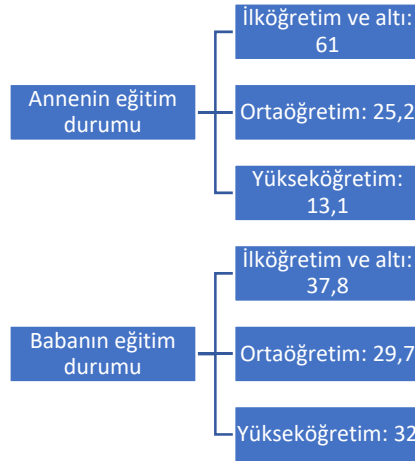 Annenin eğitim
durumu
İlköğretim ve altı:
61
Ortaöğretim: 25,2
Yükseköğretim:
13,1
Babanın eğitim
durumu
İlköğretim ve altı:
37,8
Ortaöğretim: 29,7
Yükseköğretim: 32